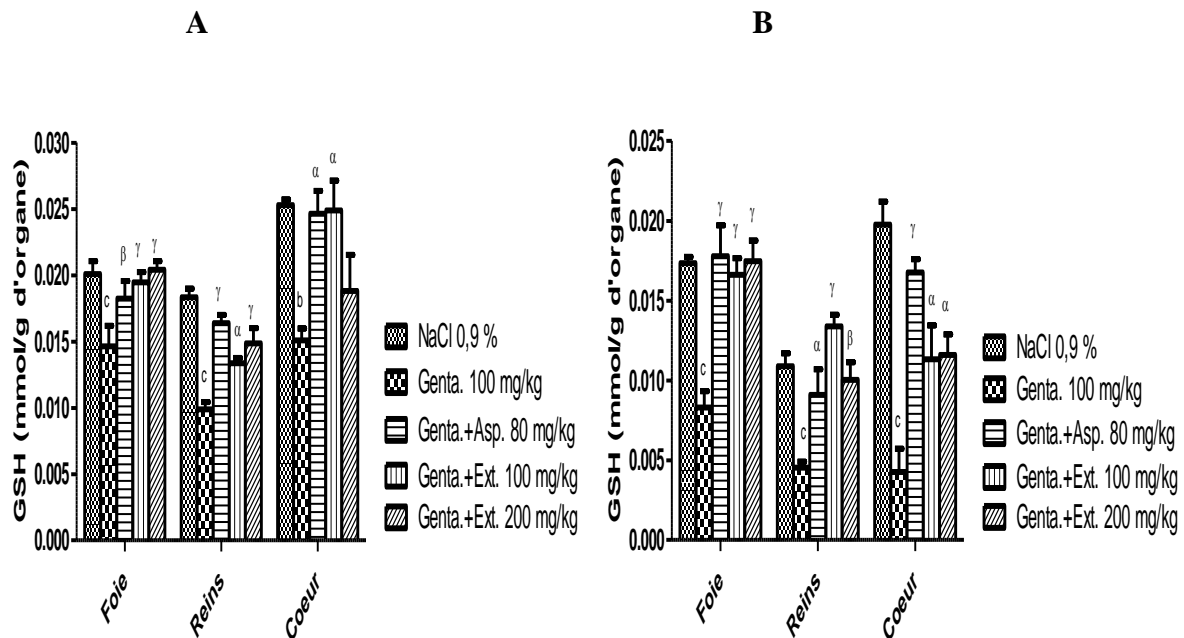 A
B
GSH (mmol/g d'organe)
0.030
0.025
0.020
0.015
0.010
0.005
0.000
c
β
γ
γ
c
γ
α
γ
b
α
α
Foie
Reins
Coeur
NaCl 0,9 %
Genta. 100 mg/kg
Genta.+Asp. 80 mg/kg
Genta.+Ext. 100 mg/kg
Genta.+Ext. 200 mg/kg
GSH (mmol/g d'organe)
0.025
0.020
0.015
0.010
0.005
0.000
c
γ
γ
γ
c
α
γ
β
c
γ
α
α
Foie
Reins
Coeur
NaCl 0,9 %
Genta. 100 mg/kg
Genta.+Asp. 80 mg/kg
Genta.+Ext. 100 mg/kg
Genta.+Ext. 200 mg/kg